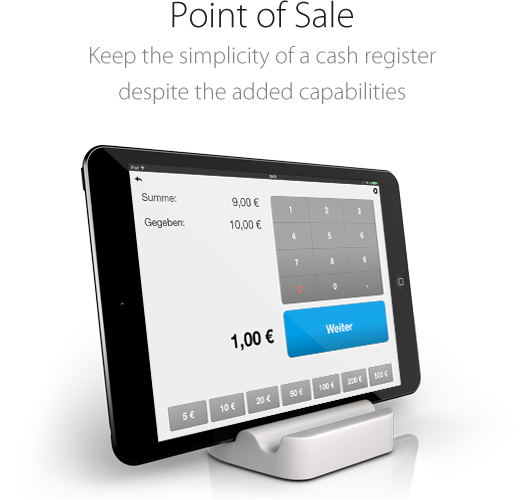 Point of Sale
Keep the simplicity of a cash register
despite the added capabilities
iPad
Summe: 9,00 €
Gegeben: 10,00 €
1 2 3
4 5 6
7 8 9
C 0 .
1,00 €
Weiter
5 € 10 € 20 € 50 € 100 € 200 € 500 €